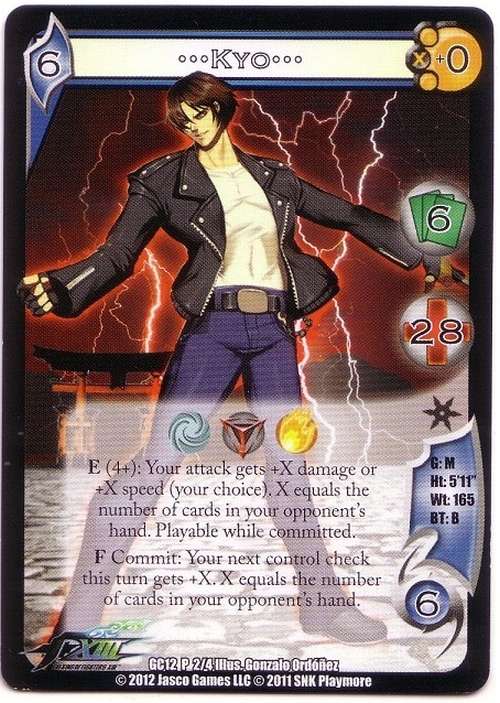 6
...KYO...
X +0
6
28
E (4+): Your attack gets +X damage or
+X speed (your choice). X equals the
number of cards in your opponent's
hand. Playable while committed.
F Commit: Your next control check
this turn gets +X. X equals the number
of cards in your opponent's hand.
G: M
Ht: 5'11"
Wt: 165
BT: B
6
XIII
GC12 P 2/4 Illus. Gonzalo Ordóñez
© 2012 Jasco Games LLC © 2011 SNK Playmore